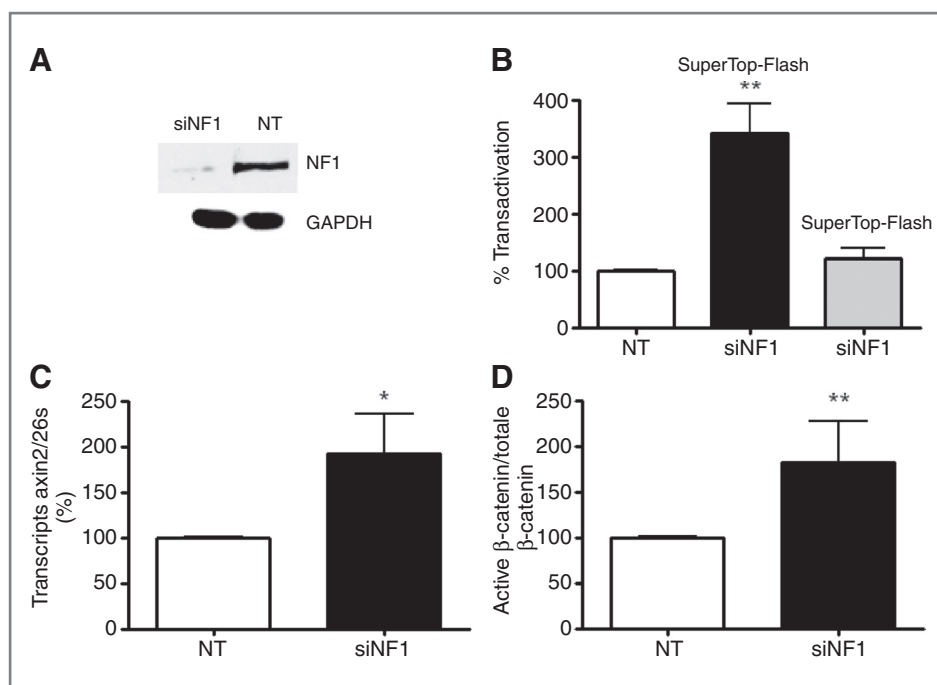 A
siNF1 NT
NF1
GAPDH
B
SuperTop-Flash
**
400
300
200
100
0
% Transactivation
SuperTop-Flash
NT siNF1 siNF1
C
250
200
150
100
50
0
Transcripts axin2/26s
(%)
*
NT siNF1
D
250
200
150
100
50
0
Active β-catenin/totale
β-catenin
**
NT siNF1